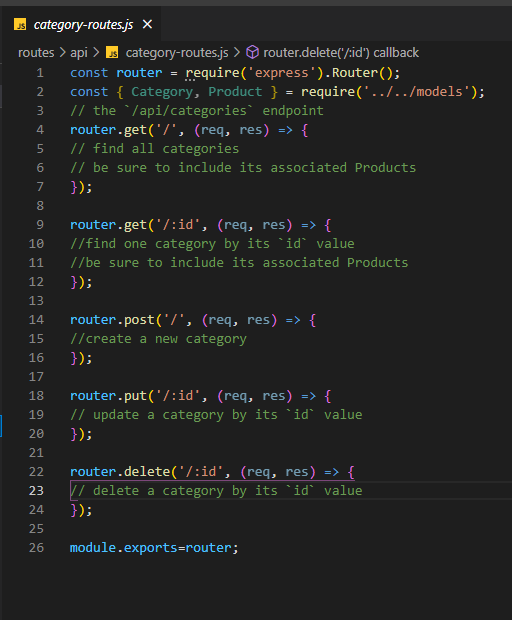 JS category-routes.js ×
routes > api > JS category-routes.js > router.delete('/:id') callback
1 const router = require('express').Router();
2 const { Category, Product } = require('../../models');
3 // the `/api/categories` endpoint
4 router.get('/', (req, res) => {
5 // find all categories
6 // be sure to include its associated Products
7 });
8
9 router.get('/:id', (req, res) => {
10 //find one category by its `id` value
11 //be sure to include its associated Products
12 });
13
14 router.post('/', (req, res) => {
15 //create a new category
16 });
17
18 router.put('/:id', (req, res) => {
19 // update a category by its `id` value
20 });
21
22 router.delete('/:id', (req, res) => {
23 // delete a category by its `id` value
24 });
25
26 module.exports=router;